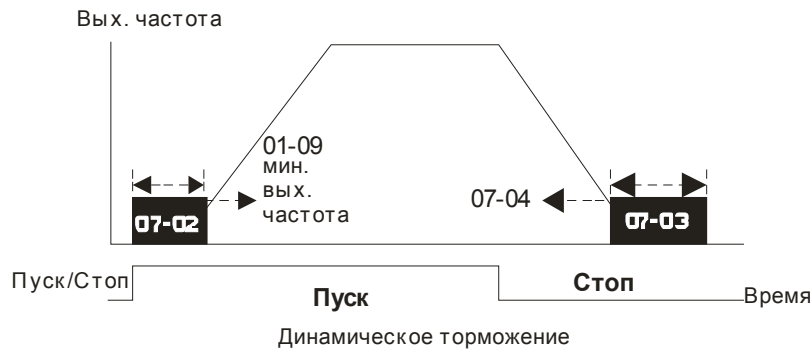 Вых. частота
01-09
мин.
вых.
частота
07-02
07-04
07-03
Пуск/Стоп
Пуск
Стоп
Время
Динамическое торможение